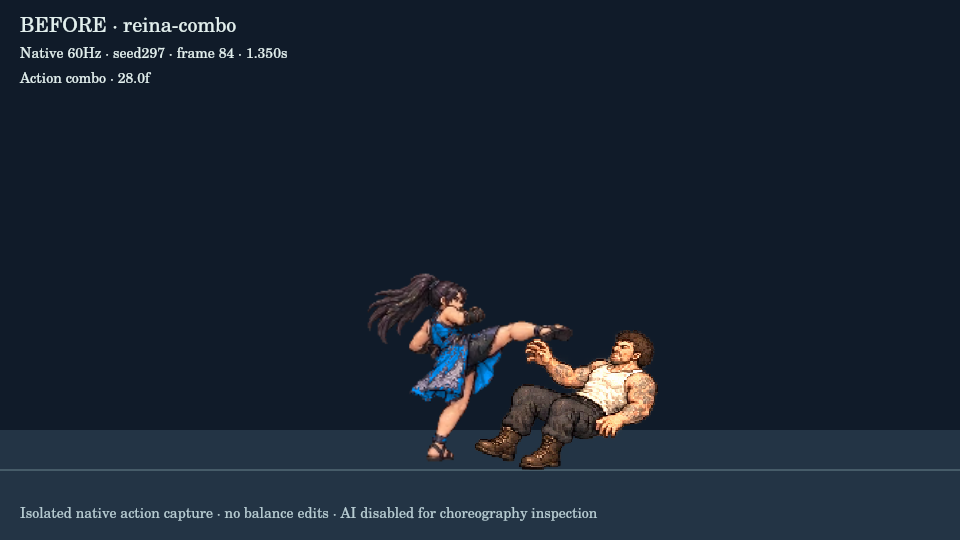 BEFORE · reina-combo
Native 60Hz · seed297 · frame 84 · 1.350s
Action combo · 28.0f
Isolated native action capture · no balance edits · AI disabled for choreography inspection